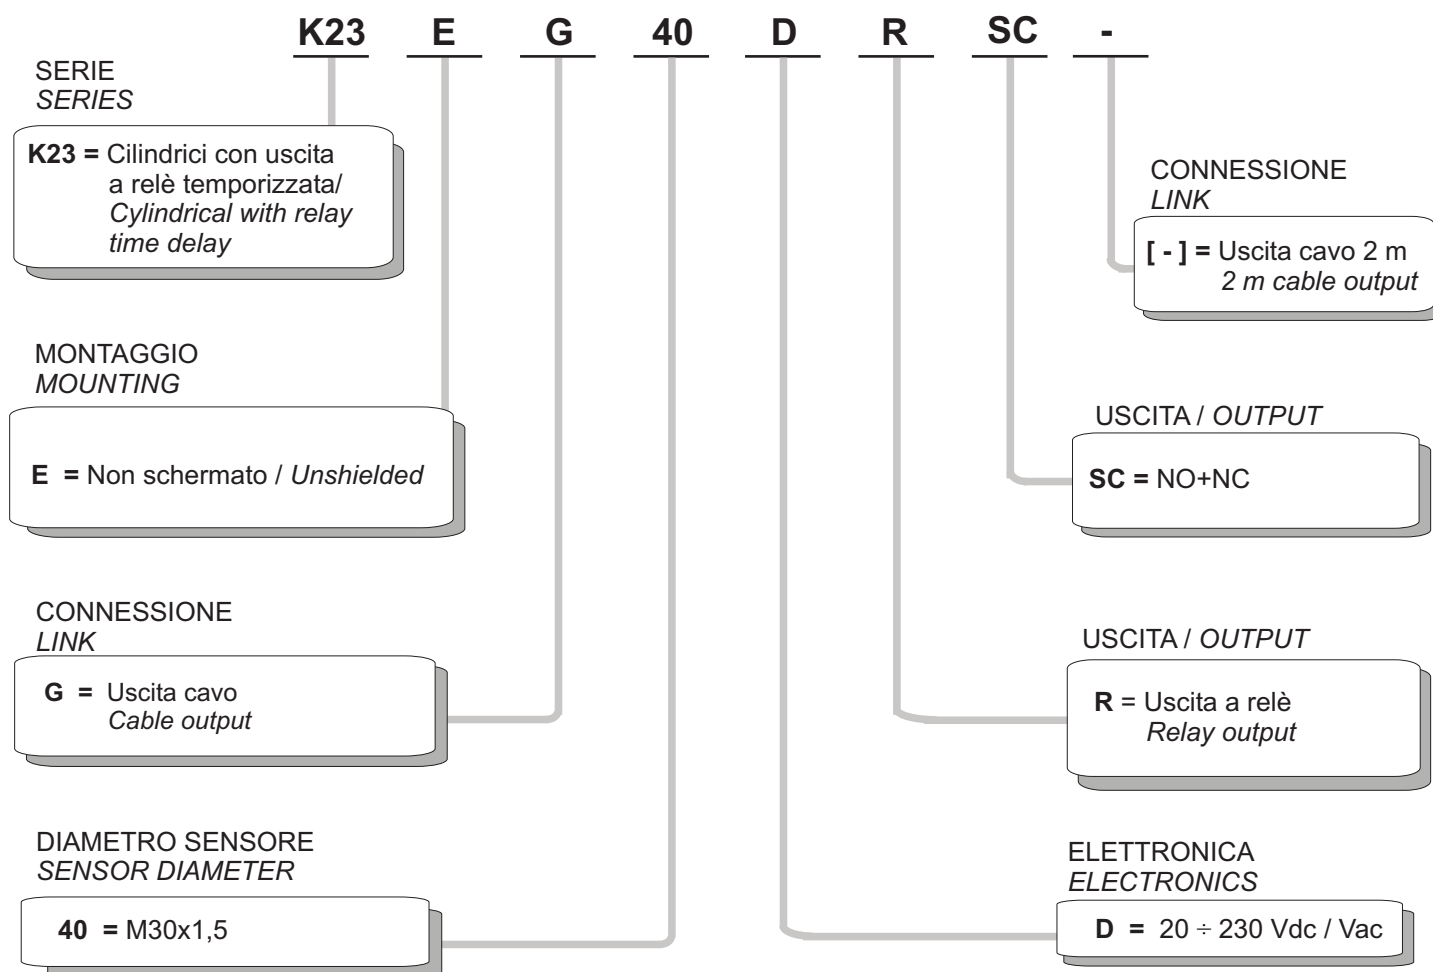 K23 E G 40 D R SC -
SERIE
SERIES
K23 = Cilindrici con uscita
a relè temporizzata/
Cylindrical with relay
time delay
MONTAGGIO
MOUNTING
E = Non schermato / Unshielded
CONNESSIONE
LINK
G = Uscita cavo
Cable output
DIAMETRO SENSORE
SENSOR DIAMETER
40 = M30x1,5
CONNESSIONE
LINK
[ - ] = Uscita cavo 2 m
2 m cable output
USCITA / OUTPUT
SC = NO+NC
USCITA / OUTPUT
R = Uscita a relè
Relay output
ELETTRONICA
ELECTRONICS
D = 20 ÷ 230 Vdc / Vac